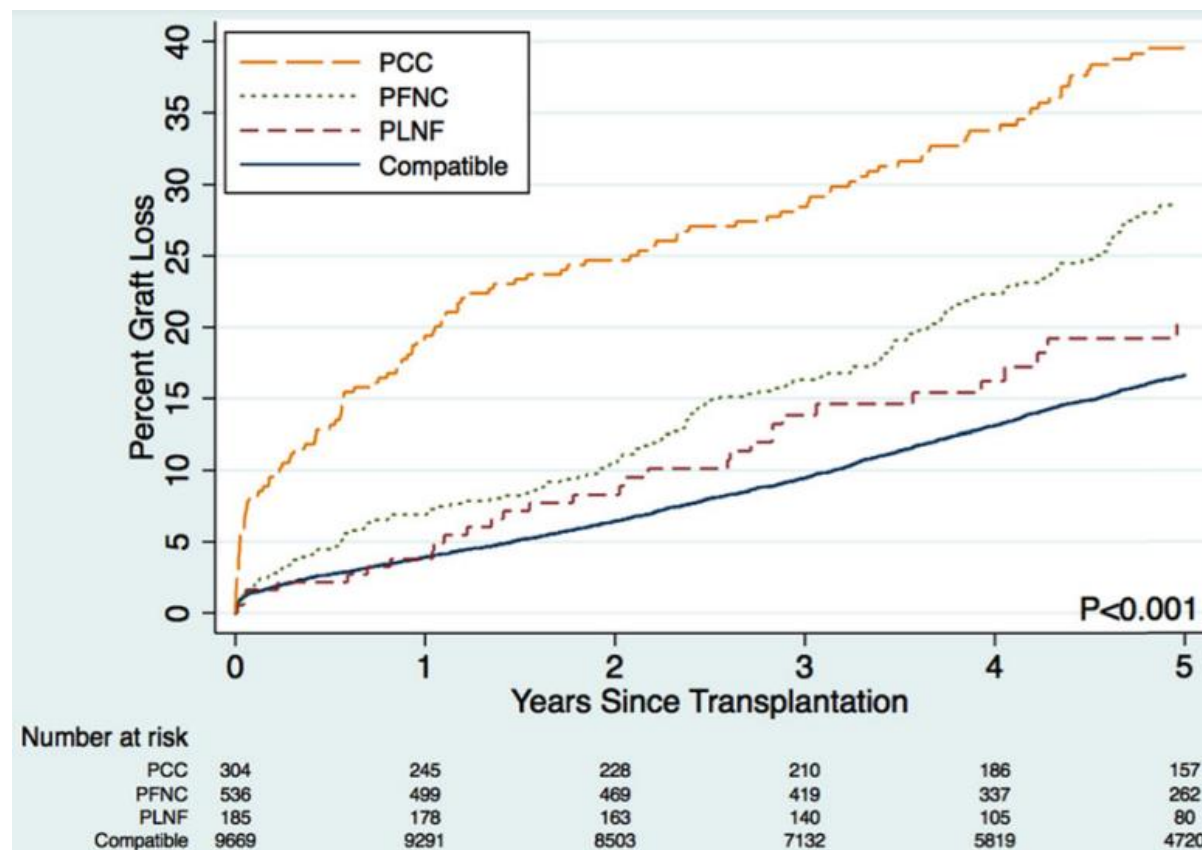 Percent Graft Loss
40
35
30
25
20
15
10
5
0
PCC
PFNC
PLNF
Compatible
P<0.001
0 1 2 3 4 5
Years Since Transplantation
Number at risk
PCC 304 245 228 210 186 157
PFNC 536 499 469 419 337 262
PLNF 185 178 163 140 105 80
Compatible 9669 9291 8503 7132 5819 4720